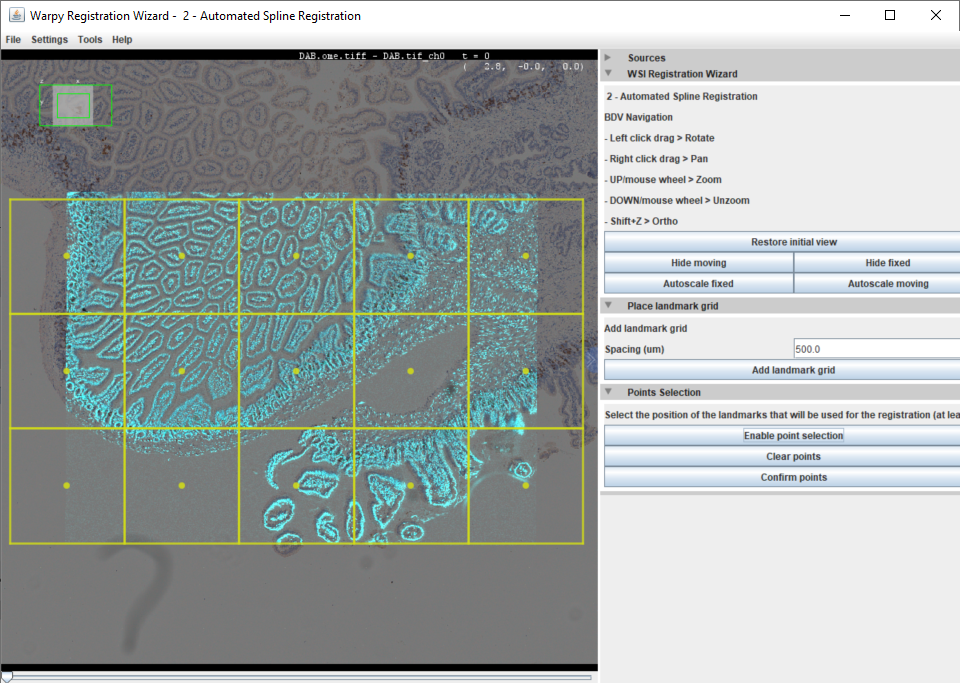 Warpy Registration Wizard - 2 - Automated Spline Registration
File Settings Tools Help
DAB.ome.tiff - DAB.tif_ch0 t = 0
( 2.8, -0.0, 0.0)
Sources
WSI Registration Wizard
2 - Automated Spline Registration
BDV Navigation
- Left click drag > Rotate
- Right click drag > Pan
- UP/mouse wheel > Zoom
- DOWN/mouse wheel > Unzoom
- Shift+Z > Ortho
Restore initial view
Hide moving Hide fixed
Autoscale fixed Autoscale moving
Place landmark grid
Add landmark grid
Spacing (um) 500.0
Add landmark grid
Points Selection
Select the position of the landmarks that will be used for the registration (at lea
Enable point selection
Clear points
Confirm points